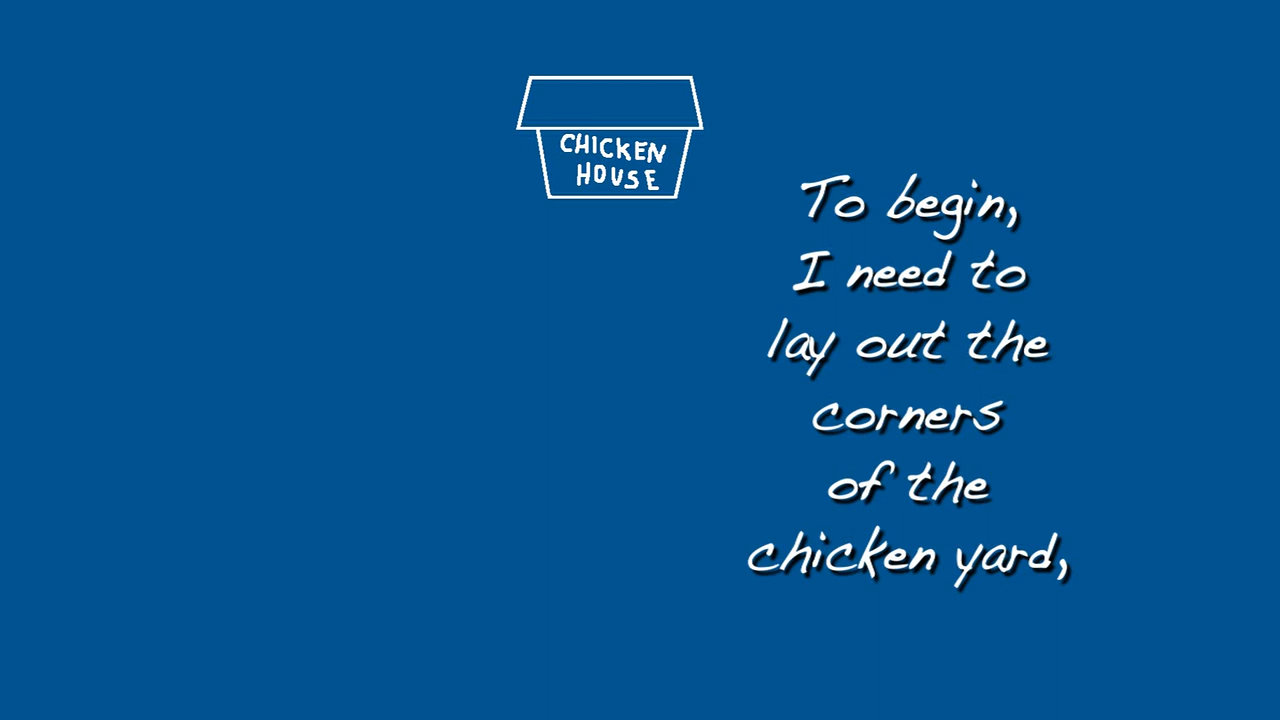 CHICKEN
HOUSE
To begin,
I need to
lay out the
corners
of the
chicken yard,